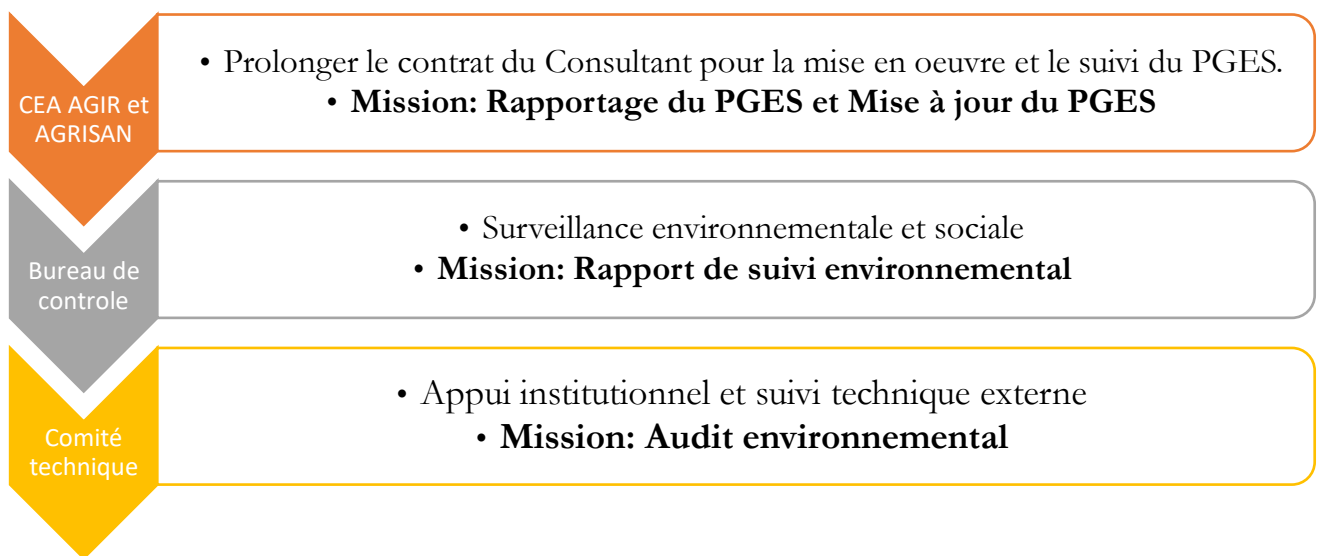 CEA AGIR et
AGRISAN
• Prolonger le contrat du Consultant pour la mise en oeuvre et le suivi du PGES.
• Mission: Rapportage du PGES et Mise à jour du PGES
Bureau de
controle
• Surveillance environnementale et sociale
• Mission: Rapport de suivi environnemental
Comité
technique
• Appui institutionnel et suivi technique externe
• Mission: Audit environnemental